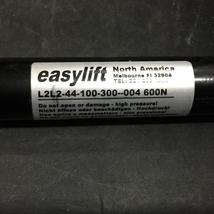 easylift
North America
Melbourne Fl 32904
TEL:
L2L2-44-100-300--004 600N
Do not open or damage - high pressure!
Nicht öffnen oder beschädigen - Hochdruck!